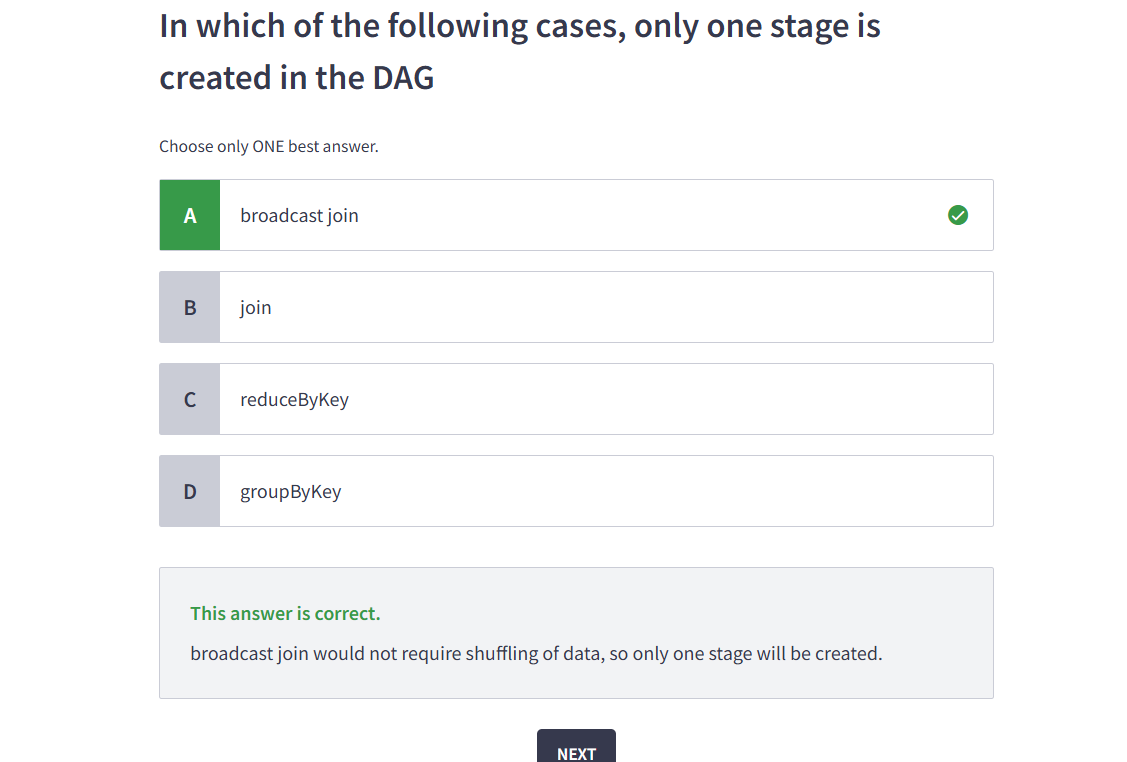 In which of the following cases, only one stage is
created in the DAG
Choose only ONE best answer.
A
broadcast join
B
join
C
reduceByKey
D
groupByKey
This answer is correct.
broadcast join would not require shuffling of data, so only one stage will be created.
NEXT